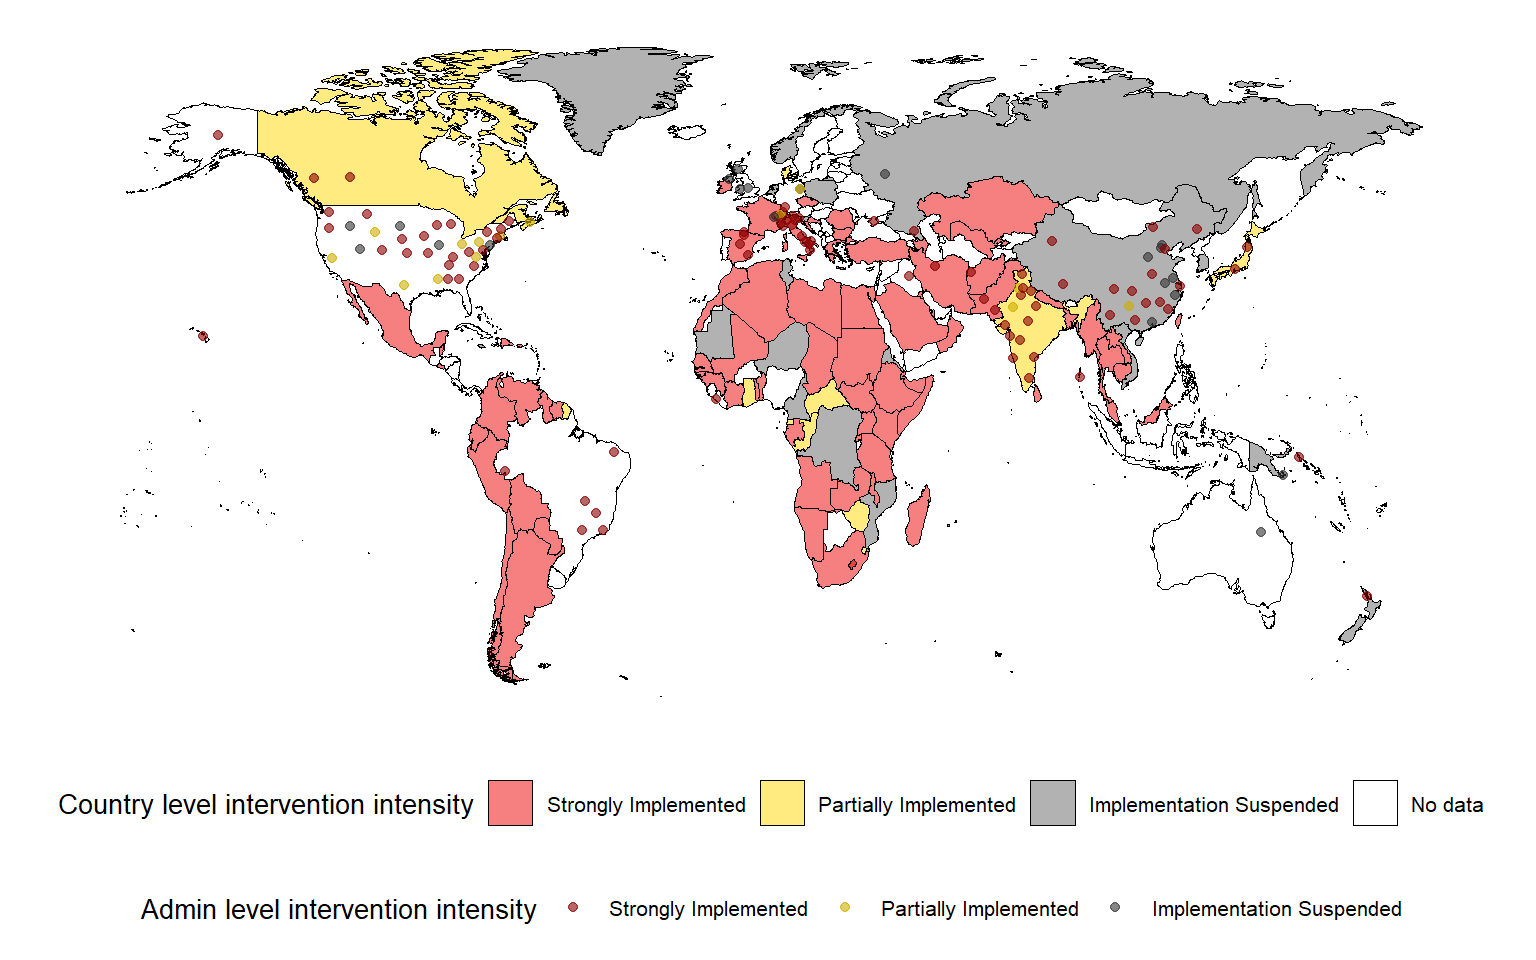 Country level intervention intensity Strongly Implemented Partially Implemented Implementation Suspended No data
Admin level intervention intensity Strongly Implemented Partially Implemented Implementation Suspended